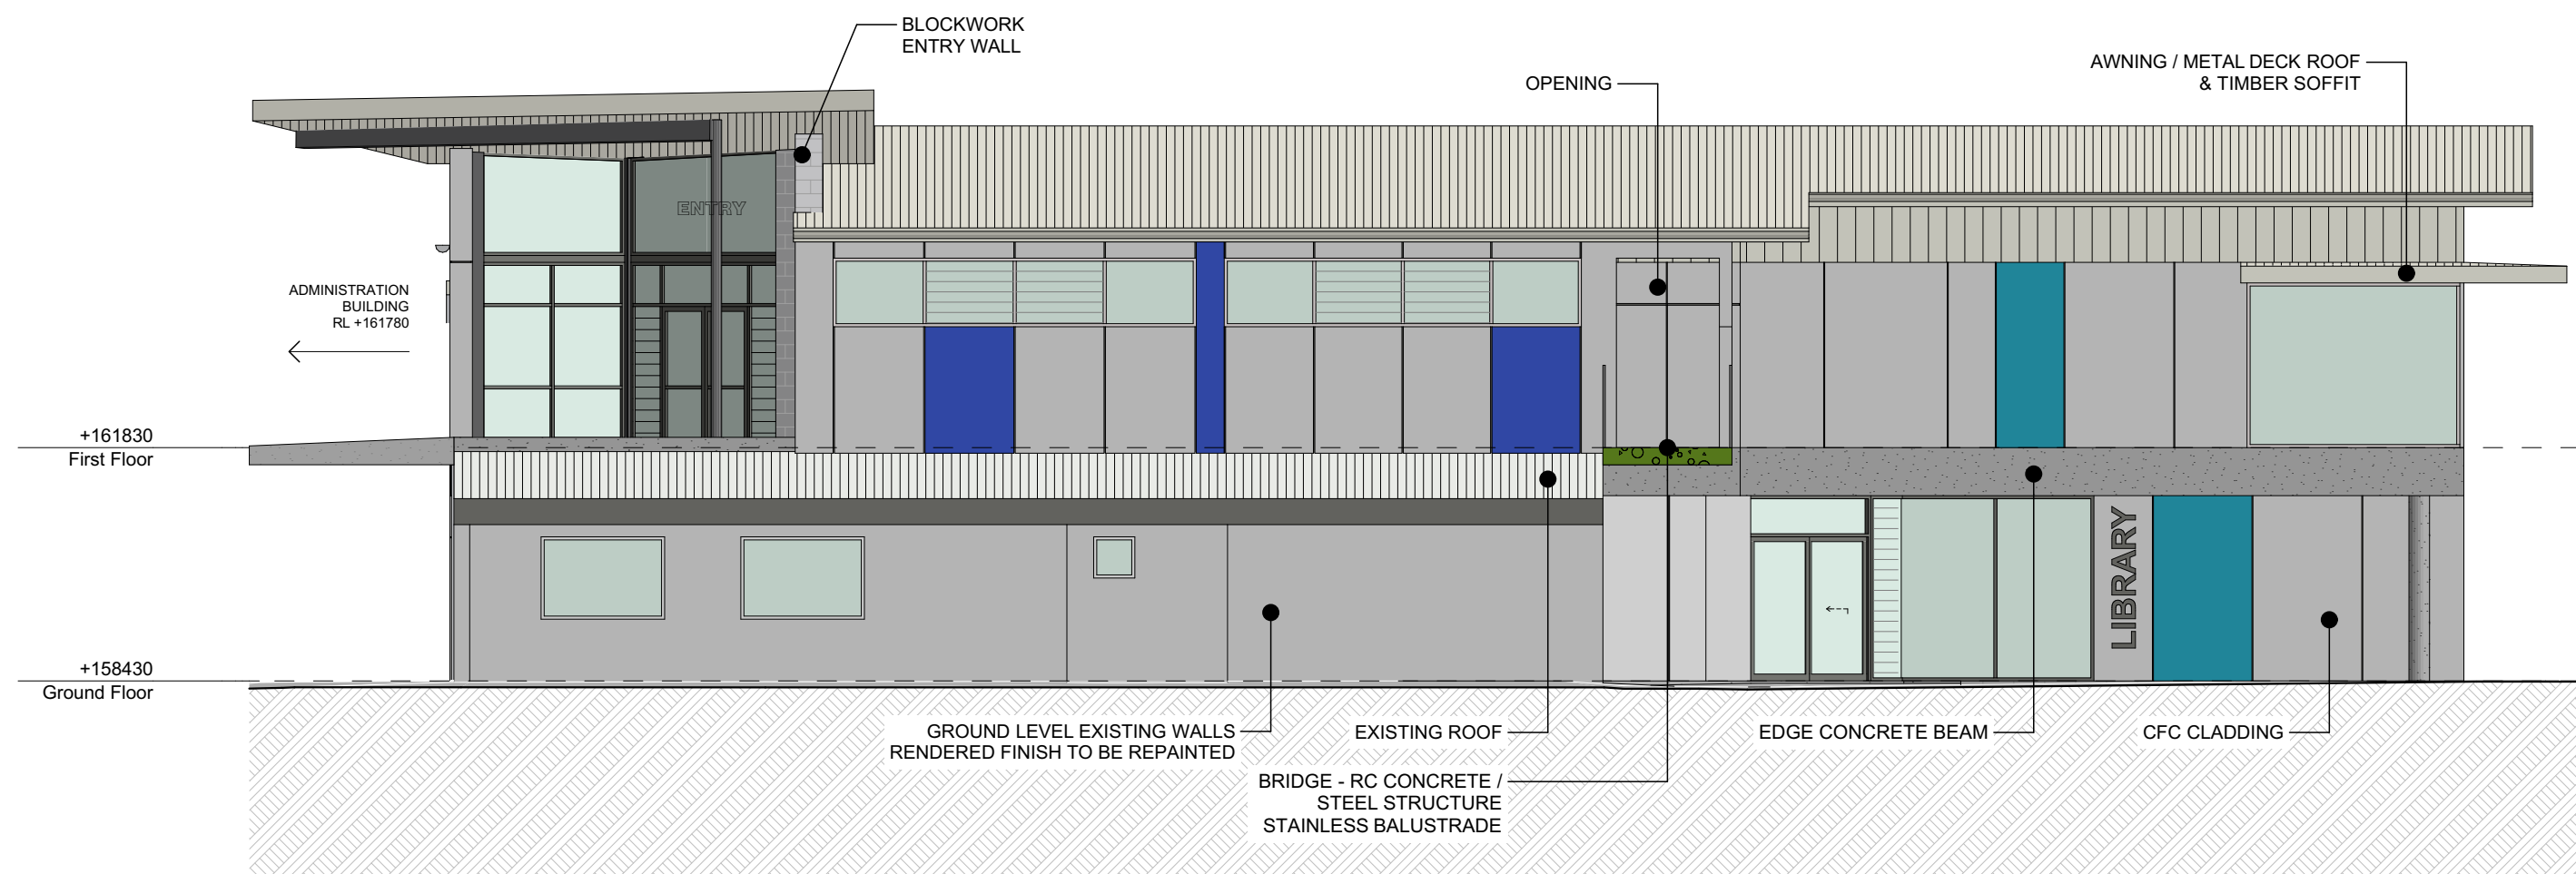 BLOCKWORK
ENTRY WALL
OPENING
AWNING / METAL DECK ROOF
& TIMBER SOFFIT
ENTRY
ADMINISTRATION
BUILDING
RL +161780
+161830
First Floor
LIBRARY
+158430
Ground Floor
GROUND LEVEL EXISTING WALLS
RENDERED FINISH TO BE REPAINTED
EXISTING ROOF
BRIDGE - RC CONCRETE /
STEEL STRUCTURE
STAINLESS BALUSTRADE
EDGE CONCRETE BEAM
CFC CLADDING